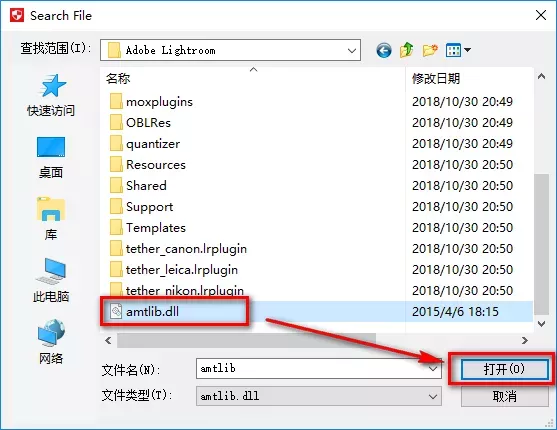 Search File
查找范围(I):
Adobe Lightroom
快速访问
桌面
库
此电脑
网络
名称
修改日期
moxplugins
2018/10/30 20:49
OBLRes
2018/10/30 20:49
quantizer
2018/10/30 20:49
Resources
2018/10/30 20:50
Shared
2018/10/30 20:50
Support
2018/10/30 20:50
Templates
2018/10/30 20:50
tether_canon.lrplugin
2018/10/30 20:50
tether_leica.lrplugin
2018/10/30 20:50
tether_nikon.lrplugin
2018/10/30 20:50
amtlib.dll
2015/4/6 18:15
文件名(N):
amtlib
打开(O)
文件类型(T):
amtlib.dll
取消